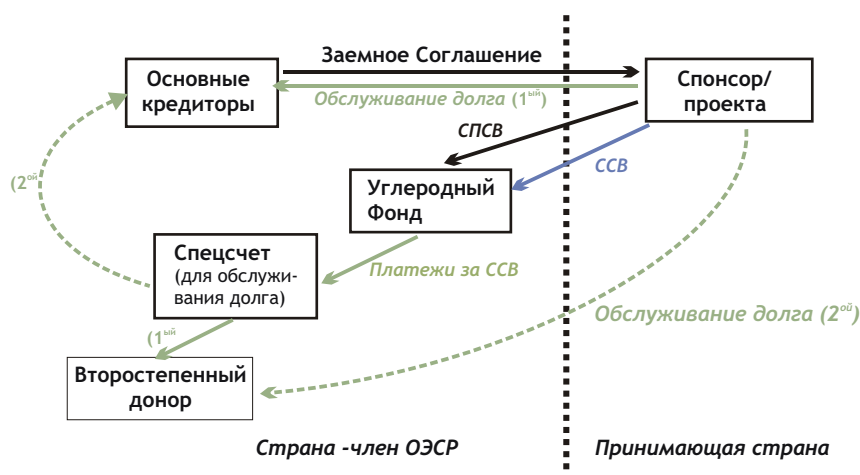 Заемное Соглашение
Основные
кредиторы
Спонсор/
проекта
Обслуживание долга (1ый)
СПСВ
ССВ
(2ой
Углеродный
Фонд
Спецсчет
(для обслужи-
вания долга)
Платежи за ССВ
Обслуживание долга (2ой)
(1ый
Второстепенный
донор
Страна -член ОЭСР
Принимающая страна